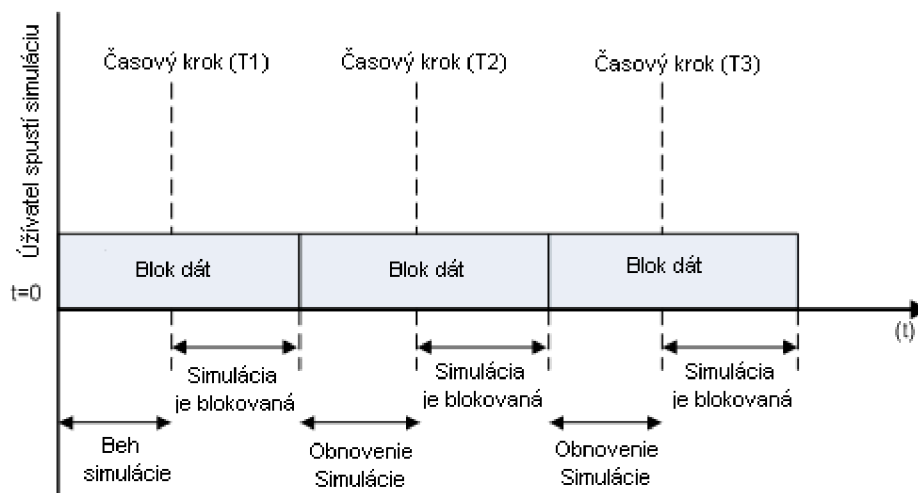 Úžívatel spustí simuláciu
Časový krok (T1)
Časový krok (T2)
Časový krok (T3)
Blok dát
Blok dát
Blok dát
t=0
(t)
Simulácia
je blokovaná
Simulácia
je blokovaná
Simulácia
je blokovaná
Beh
simulácie
Obnovenie
Simulácie
Obnovenie
Simulácie